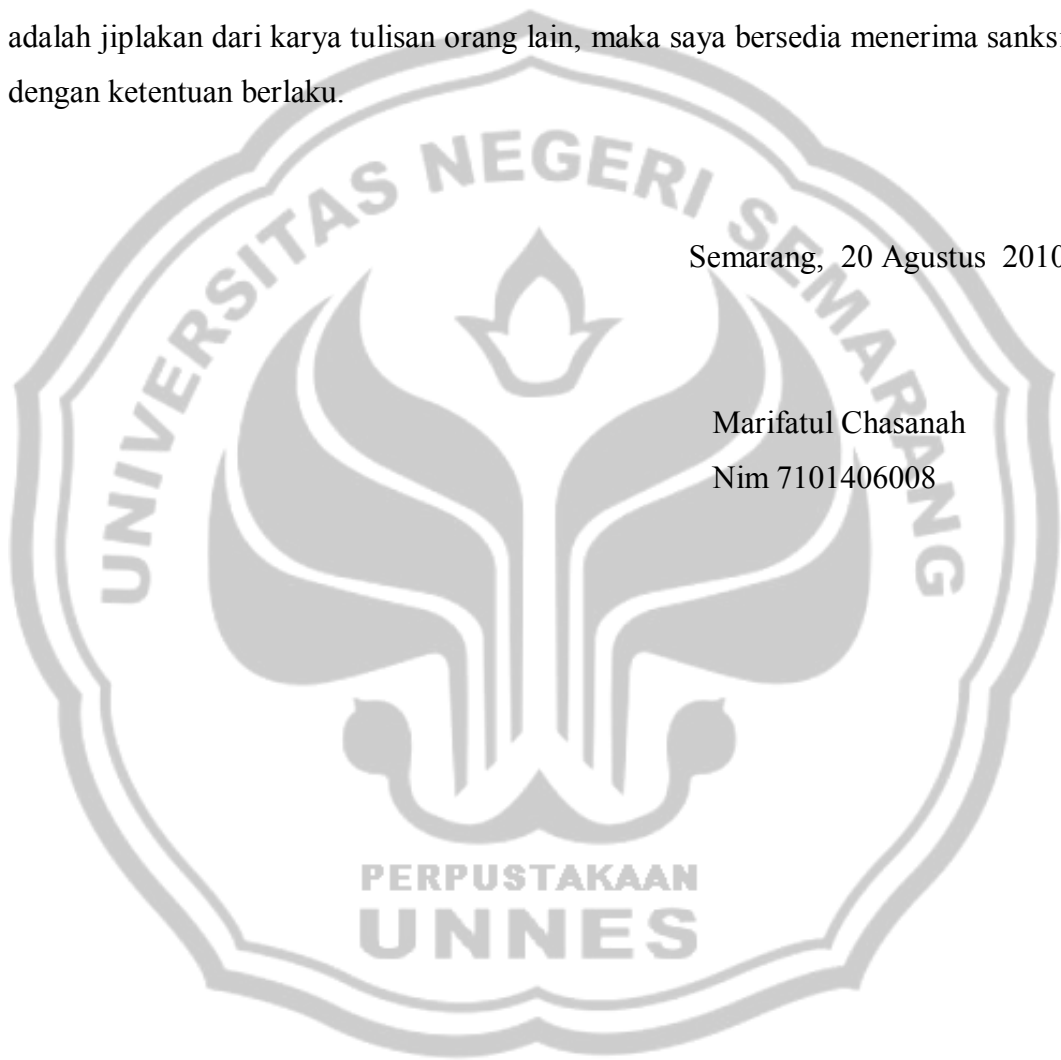 adalah jiplakan dari karya tulisan orang lain, maka saya bersedia menerima sanksi
dengan ketentuan berlaku.
UNIVERSITAS NEGERI SEMARANG
Semarang, 20 Agustus 2010
Marifatul Chasanah
Nim 7101406008
PERPUSTAKAAN
UNNES